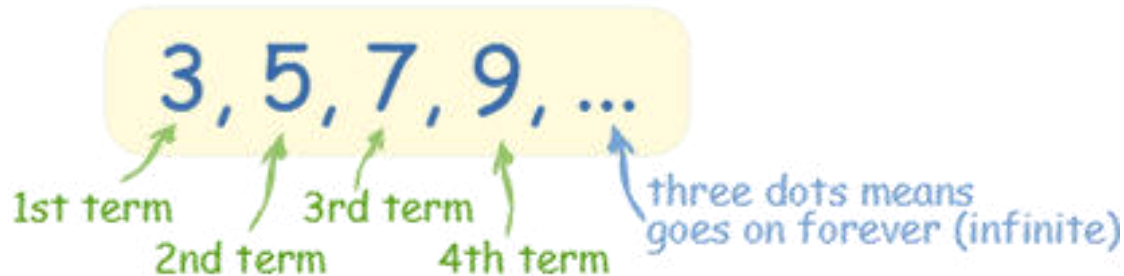 3, 5, 7, 9, ...
1st term
2nd term
3rd term
4th term
three dots means
goes on forever (infinite)